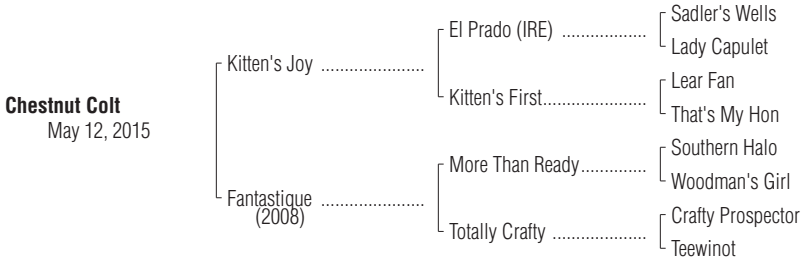 Chestnut Colt
May 12, 2015
Kitten's Joy ......................
Fantastique ......................
(2008)
El Prado (IRE) ..................
Kitten's First......................
More Than Ready..............
Totally Crafty ....................
Sadler's Wells
Lady Capulet
Lear Fan
That's My Hon
Southern Halo
Woodman's Girl
Crafty Prospector
Teewinot